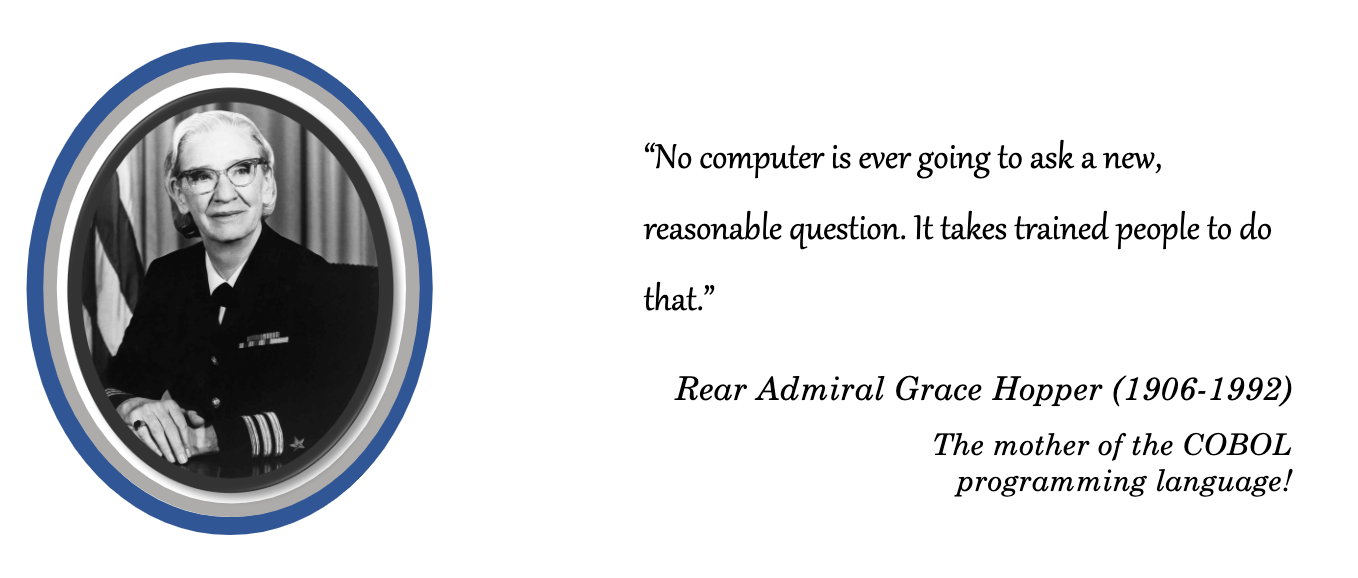 “No computer is ever going to ask a new,
reasonable question. It takes trained people to do
that.”
Rear Admiral Grace Hopper (1906-1992)
The mother of the COBOL
programming language!